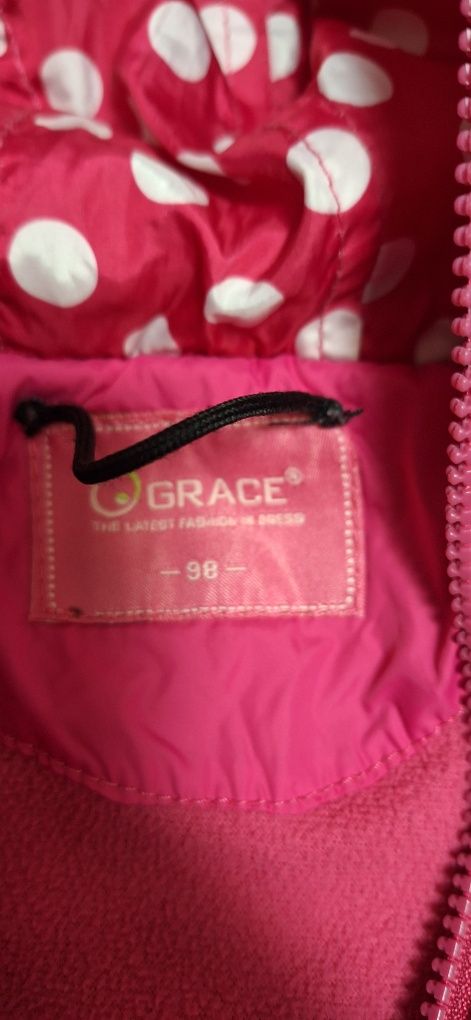 GRACE®
THE LATEST FASHION IN DRESS
— 98 —